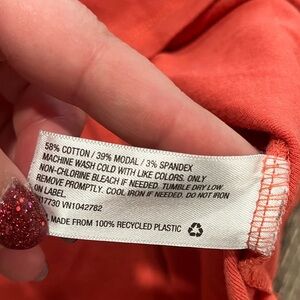 58% COTTON / 39% MODAL / 3% SPANDEX
MACHINE WASH COLD WITH LIKE COLORS. ONLY
NON-CHLORINE BLEACH IF NEEDED. TUMBLE DRY LOW.
REMOVE PROMPTLY. COOL IRON IF NEEDED. DO NOT IRON
ON LABEL.
17730 VN1042782
MADE FROM 100% RECYCLED PLASTIC